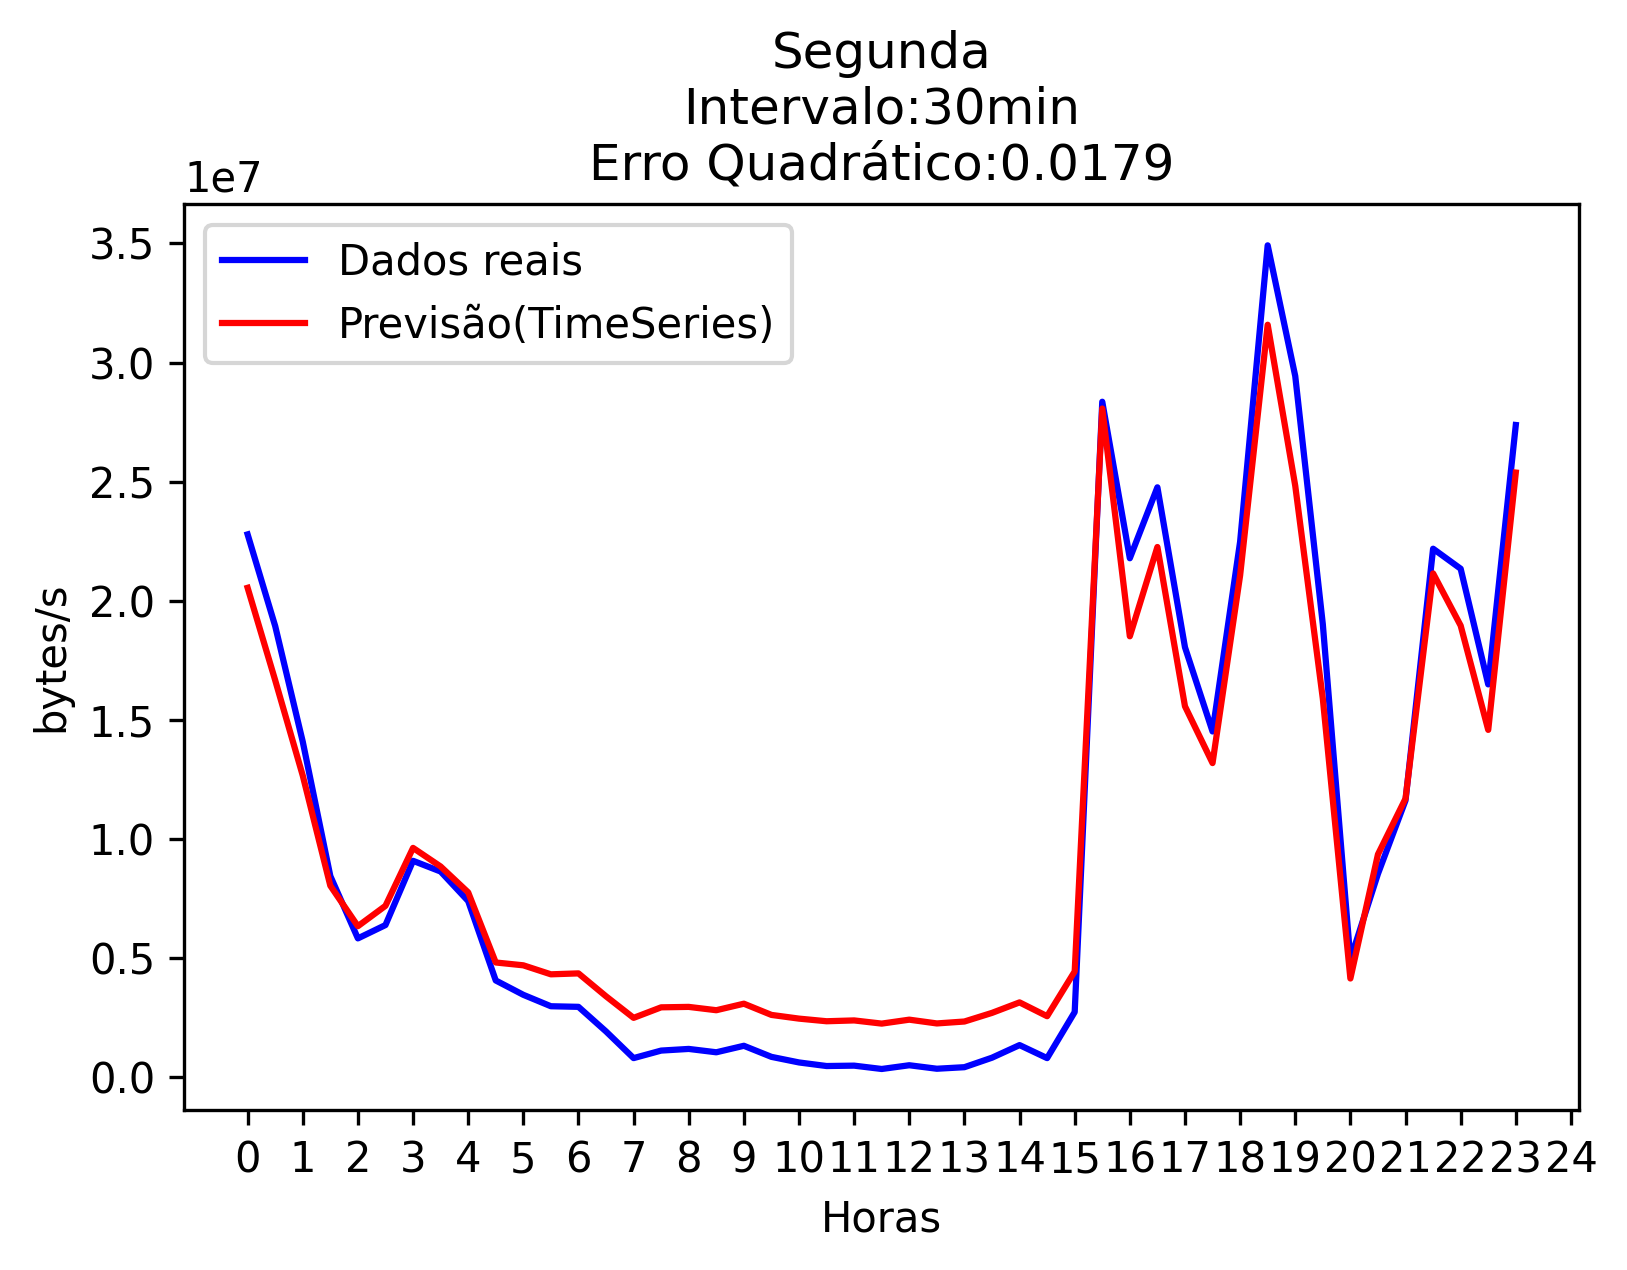 Segunda
Intervalo:30min
Erro Quadrático:0.0179
1e7
Dados reais
Previsão(TimeSeries)
3.5
3.0
2.5
2.0
1.5
1.0
0.5
0.0
bytes/s
0 1 2 3 4 5 6 7 8 9 10 11 12 13 14 15 16 17 18 19 20 21 22 23 24
Horas